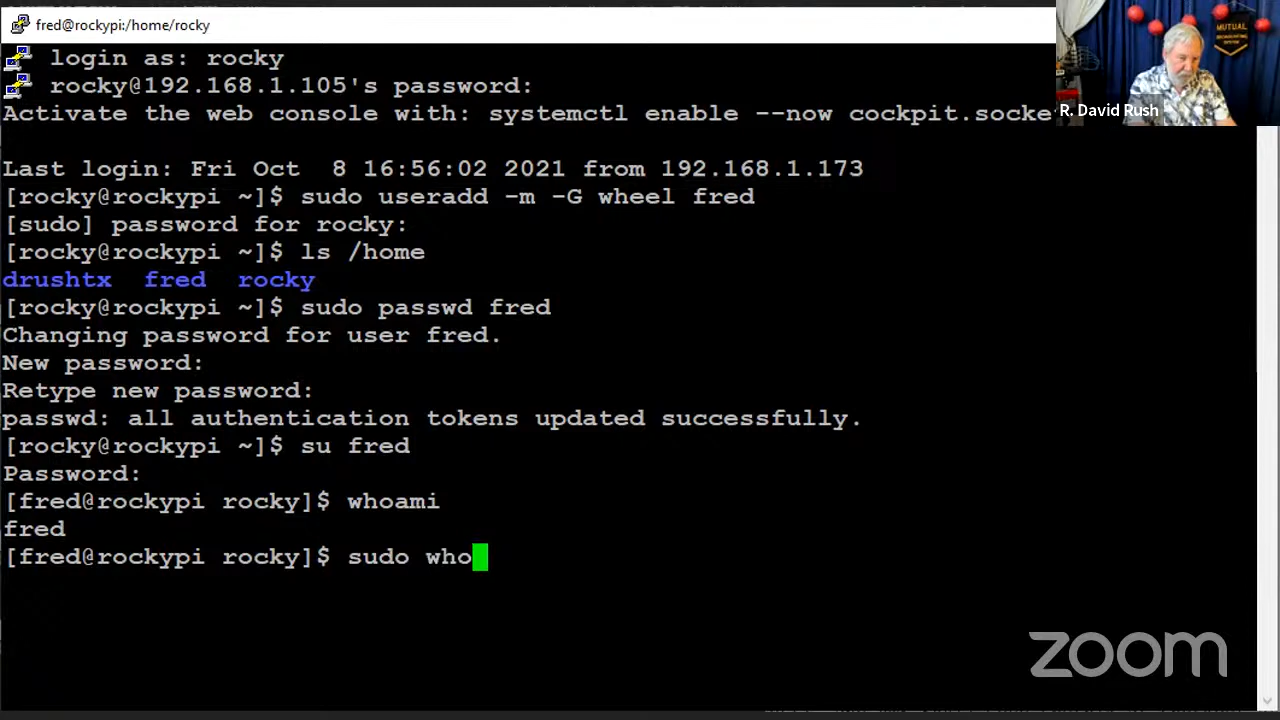 fred@rockypi:/home/rocky
login as: rocky
rocky@192.168.1.105's password:
Activate the web console with: systemctl enable --now cockpit.socke
Last login: Fri Oct  8 16:56:02 2021 from 192.168.1.173
[rocky@rockypi ~]$ sudo useradd -m -G wheel fred
[sudo] password for rocky:
[rocky@rockypi ~]$ ls /home
drushtx  fred  rocky
[rocky@rockypi ~]$ sudo passwd fred
Changing password for user fred.
New password:
Retype new password:
passwd: all authentication tokens updated successfully.
[rocky@rockypi ~]$ su fred
Password:
[fred@rockypi rocky]$ whoami
fred
[fred@rockypi rocky]$ sudo who
MUTUAL
BROADCASTING
SYSTEM
R. David Rush
zoom